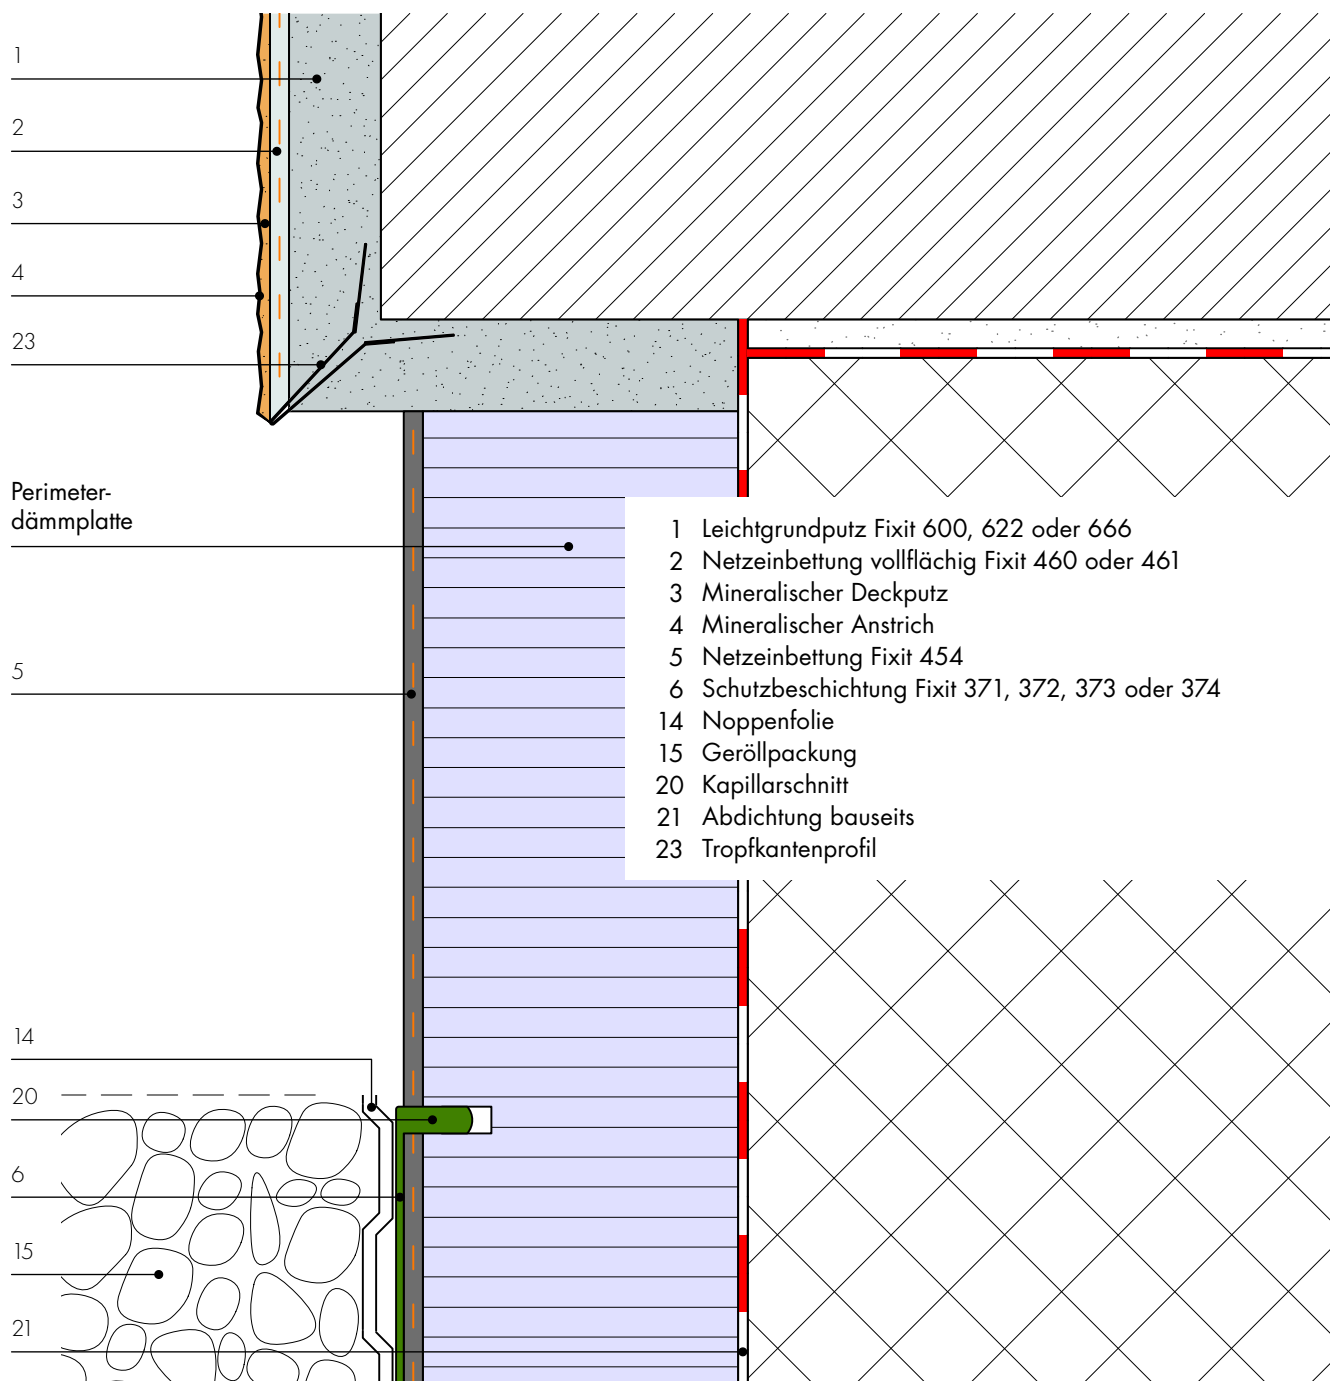 1
2
3
4
23
Perimeter-
dämmplatte
5
1 Leichtgrundputz Fixit 600, 622 oder 666
2 Netzeinbettung vollflächig Fixit 460 oder 461
3 Mineralischer Deckputz
4 Mineralischer Anstrich
5 Netzeinbettung Fixit 454
6 Schutzbeschichtung Fixit 371, 372, 373 oder 374
14 Noppenfolie
15 Geröllpackung
20 Kapillarschnitt
21 Abdichtung bauseits
23 Tropfkantenprofil
14
20
6
15
21